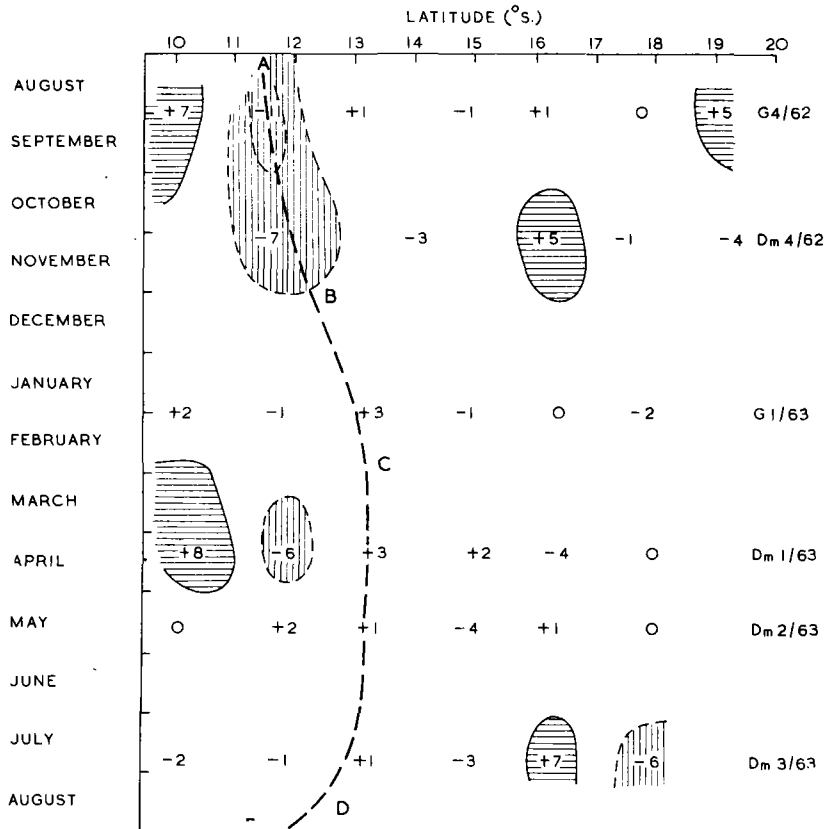 LATITUDE (°S.)
10 11 12 13 14 15 16 17 18 19 20
A
AUGUST
+7 +1 -1 +1 O +5 G4/62
SEPTEMBER
OCTOBER
-7 -3 +5 -1 -4 Dm 4/62
NOVEMBER
B
DECEMBER
JANUARY
+2 -1 +3 -1 O -2 G1/63
FEBRUARY
C
MARCH
+8 -6 +3 +2 -4 O Dm 1/63
APRIL
MAY
O +2 +1 -4 +1 O Dm 2/63
JUNE
JULY
-2 -1 +1 -3 +7 -6 Dm 3/63
AUGUST
D